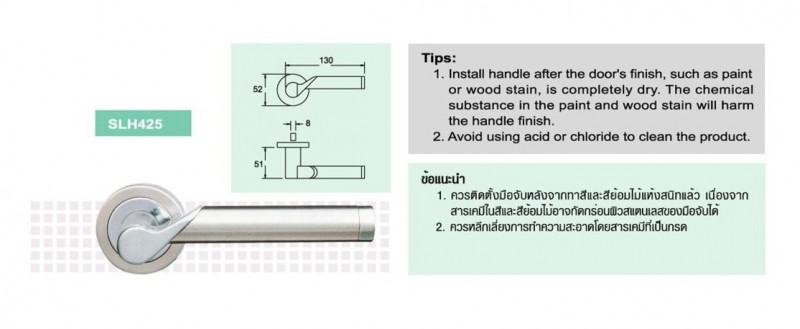 SLH425
130
52
8
51
Tips:
1. Install handle after the door's finish, such as paint
or wood stain, is completely dry. The chemical
substance in the paint and wood stain will harm
the handle finish.
2. Avoid using acid or chloride to clean the product.
ข้อแนะนำ
1. ควรติดตั้งมือจับหลังจากทาสีและสีย้อมไม้แห้งสนิทแล้ว เนื่องจาก
สารเคมีในสีและสีย้อมไม้อาจกัดกร่อนผิวสแตนเลสของมือจับได้
2. ควรหลีกเลี่ยงการทำความสะอาดโดยสารเคมีที่เป็นกรด